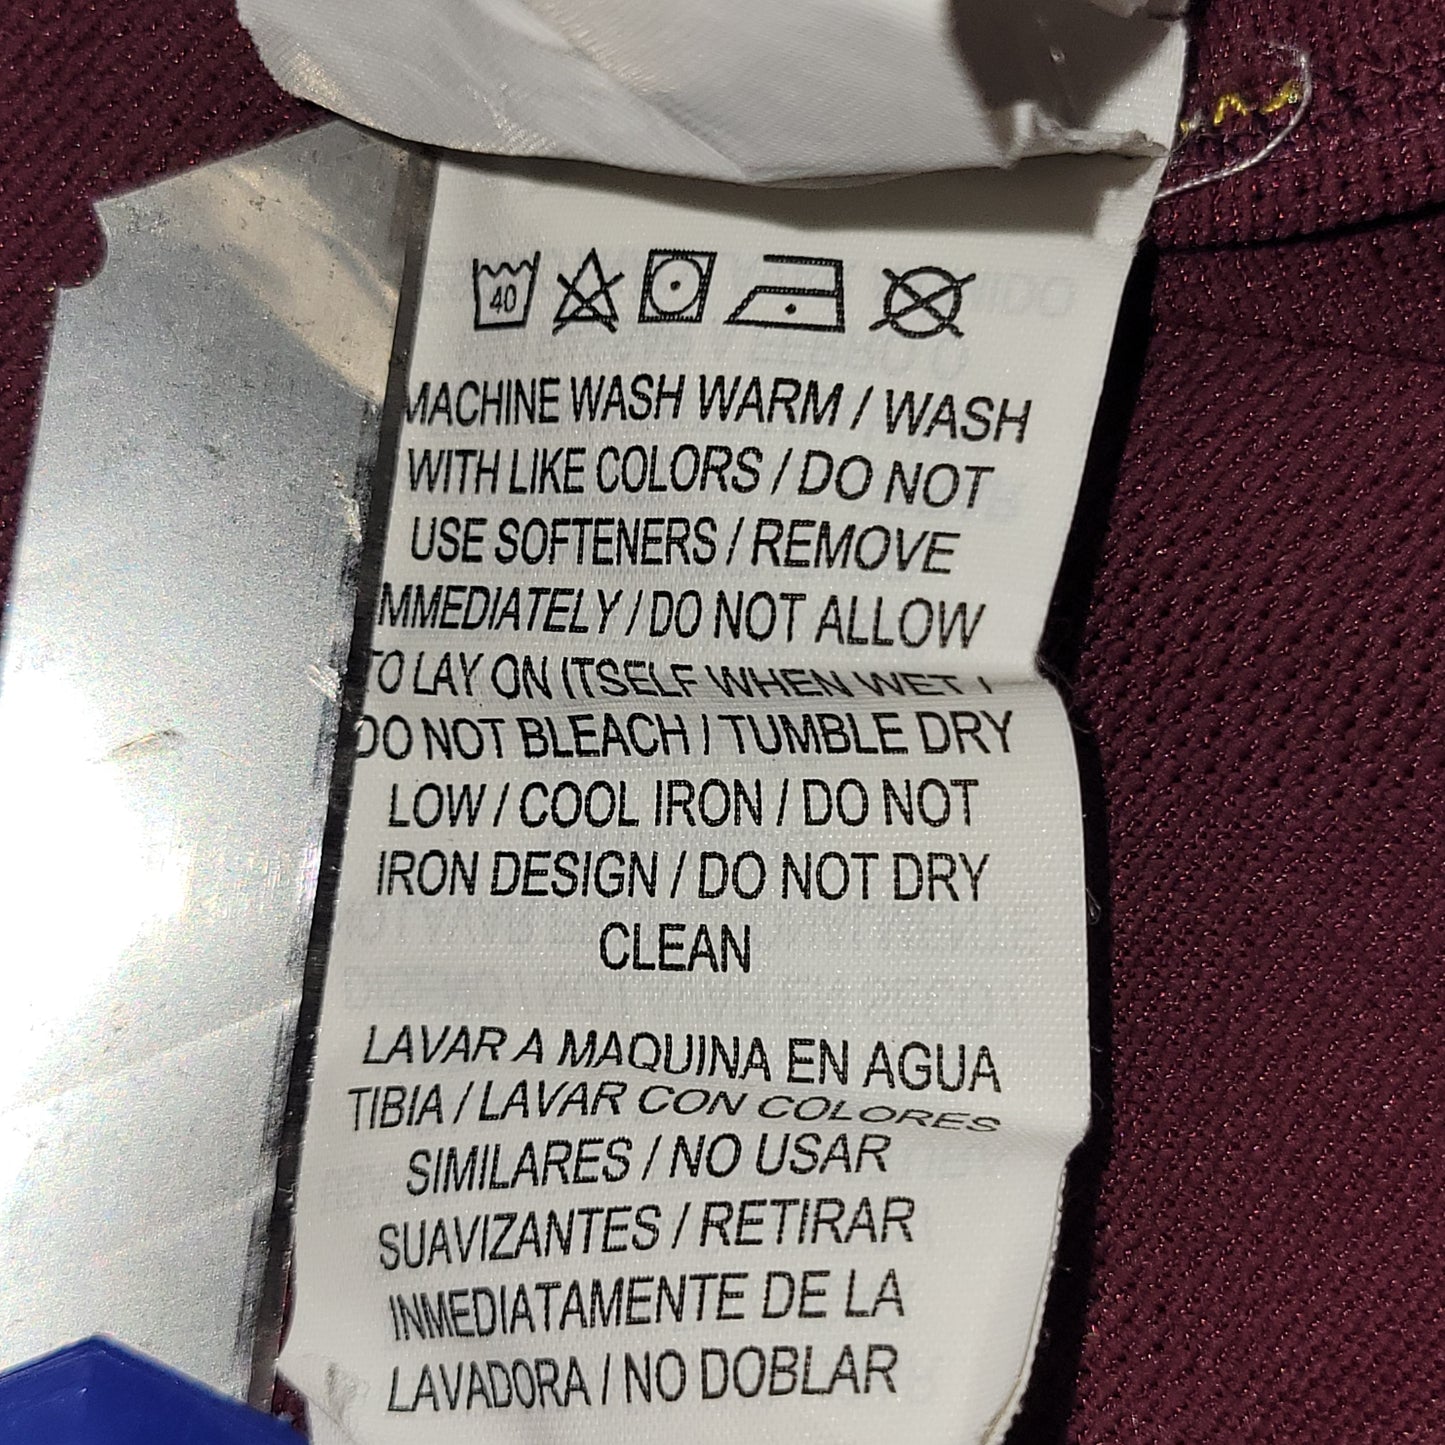 40
MACHINE WASH WARM / WASH
WITH LIKE COLORS / DO NOT
USE SOFTENERS / REMOVE
IMMEDIATELY / DO NOT ALLOW
TO LAY ON ITSELF WHEN WET /
DO NOT BLEACH / TUMBLE DRY
LOW / COOL IRON / DO NOT
IRON DESIGN / DO NOT DRY
CLEAN
LAVAR A MAQUINA EN AGUA
TIBIA / LAVAR CON COLORES
SIMILARES / NO USAR
SUAVIZANTES / RETIRAR
INMEDIATAMENTE DE LA
LAVADORA / NO DOBLAR